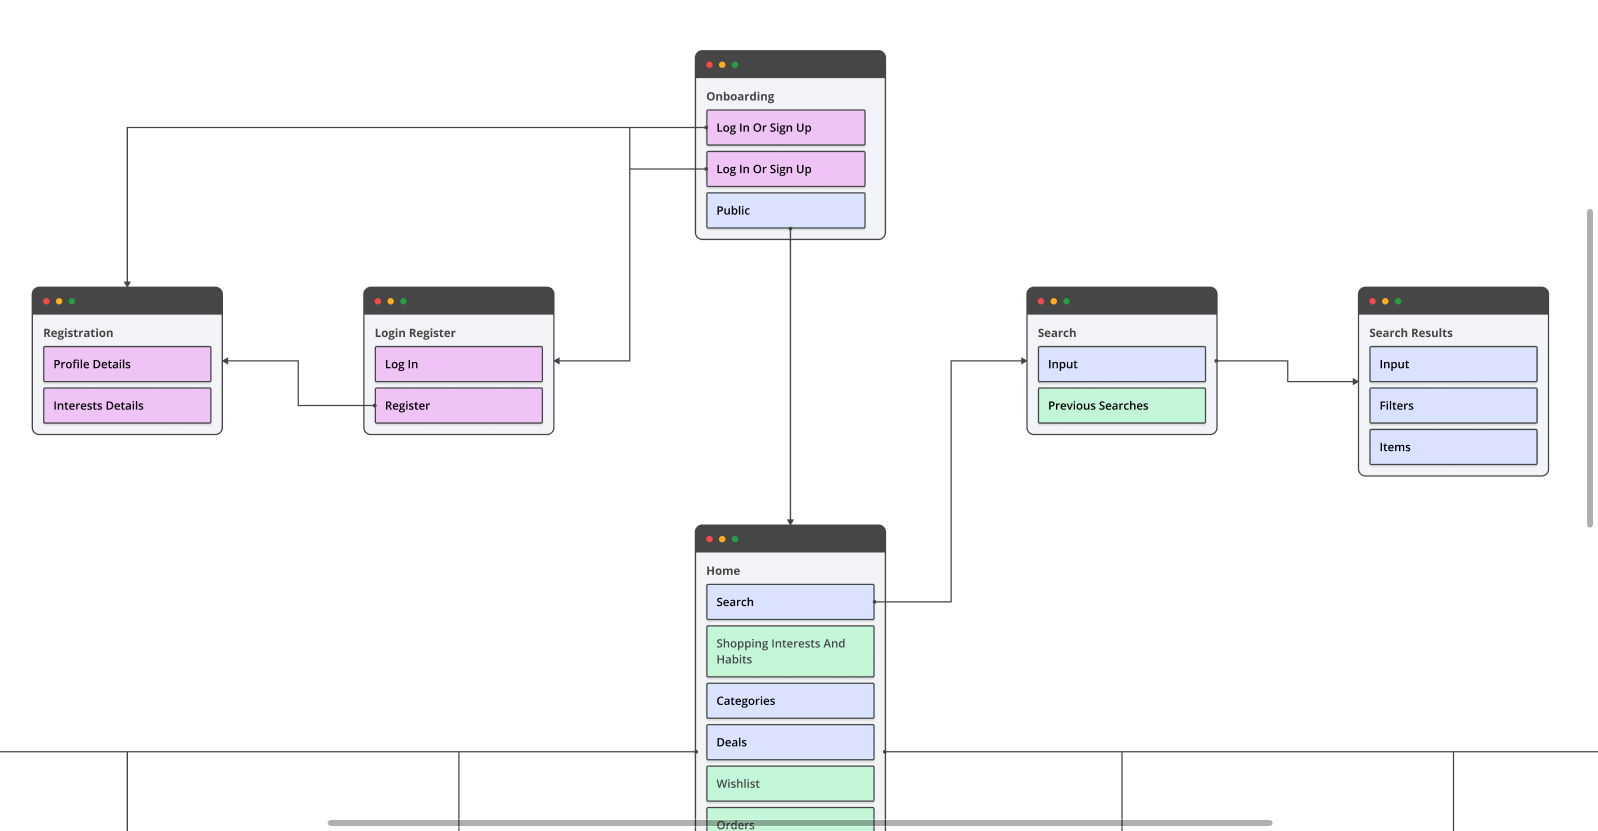 Onboarding
Log In Or Sign Up
Log In Or Sign Up
Public
Registration
Profile Details
Interests Details
Login Register
Log In
Register
Search
Input
Previous Searches
Search Results
Input
Filters
Items
Home
Search
Shopping Interests And
Habits
Categories
Deals
Wishlist
Orders